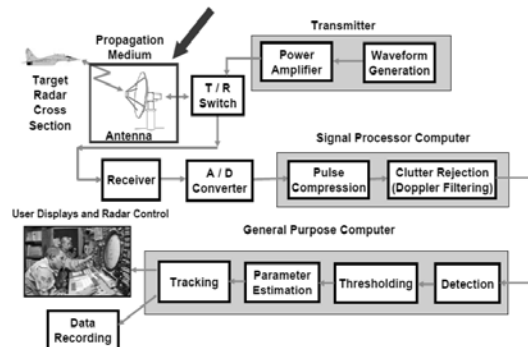 Transmitter
Propagation
Medium
Power
Amplifier
Waveform
Generation
Target
Radar
Cross
Section
T / R
Switch
Antenna
Signal Processor Computer
Receiver
A / D
Converter
Pulse
Compression
Clutter Rejection
(Doppler Filtering)
User Displays and Radar Control
General Purpose Computer
Tracking
Parameter
Estimation
Thresholding
Detection
Data
Recording